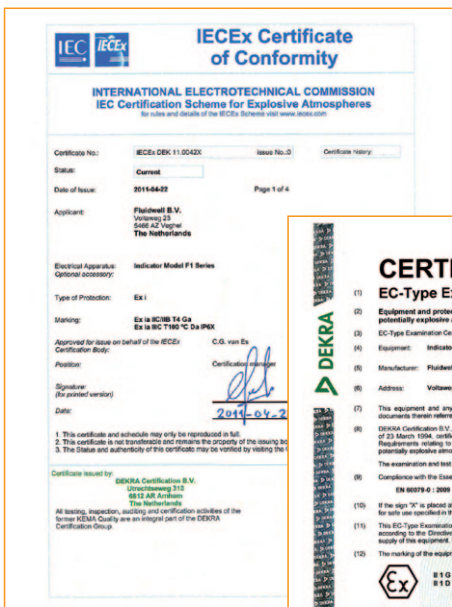 IEC IECEx
IECEx Certificate
of Conformity
INTERNATIONAL ELECTROTECHNICAL COMMISSION
IEC Certification Scheme for Explosive Atmospheres
for rules and details of the IECEx Scheme visit www.iecex.com
Certificate No.: IECEx DEK 11.0042X Issue No.:0 Certificate history:
Status: Current
Date of Issue: 2011-04-22 Page 1 of 4
Applicant: Fluidwell B.V.
Voltaweg 23
5466 AZ Veghel
The Netherlands
Electrical Apparatus: Indicator Model F1 Series
Optional accessory:
Type of Protection: Ex i
Marking: Ex ia IIC/IIB T4 Ga
Ex ia IIIC T100 °C Da IP6X
Approved for issue on behalf of the IECEx C.G. van Es
Certification Body:
Position: Certification manager
Signature:
(for printed version)
Date: 2011-04-2
1. This certificate and schedule may only be reproduced in full.
2. This certificate is not transferable and remains the property of the issuing bo
3. The Status and authenticity of this certificate may be verified by visiting the
Certificate issued by:
DEKRA Certification B.V.
Utrechtseweg 310
6812 AR Arnhem
The Netherlands
All testing, inspection, auditing and certification activities of the
former KEMA Quality are an integral part of the DEKRA
Certification Group.
DEKRA
CERTI
(1) EC-Type Ex
(2) Equipment and prote
potentially explosive a
(3) EC-Type Examination Ce
(4) Equipment: Indicato
(5) Manufacturer: Fluidwel
(6) Address: Voltawe
(7) This equipment and any
documents therein referre
(8) DEKRA Certification B.V.,
of 23 March 1994, certifi
Requirements relating to
potentially explosive atmo
The examination and test
(9) Compliance with the Esse
EN 60079-0 : 2009
(10) If the sign "X" is placed a
for safe use specified in th
(11) This EC-Type Examinatio
according to the Directive
supply of this equipment.
(12) The marking of the equipm
Ex II 1 G
II 1 D